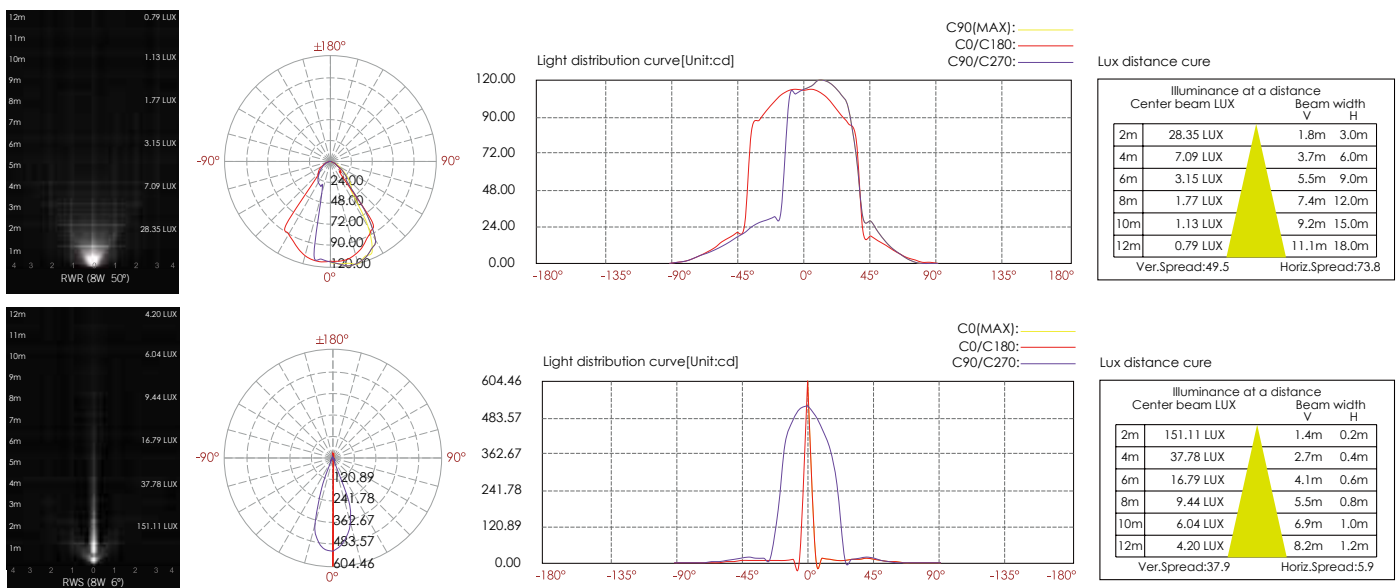 12m 0.79 LUX
11m
10m 1.13 LUX
9m
8m 1.77 LUX
7m
6m 3.15 LUX
5m
4m 7.09 LUX
3m
2m 28.35 LUX
1m
4 3 2 1 0 1 2 3 4
RWR (8W 50º)
±180º
-90º 90º
24.00
48.00
72.00
90.00
120.00
0º
C90(MAX):
C0/C180:
C90/C270:
Light distribution curve[Unit:cd]
120.00
90.00
72.00
48.00
24.00
0.00
-180º -135º -90º -45º 0º 45º 90º 135º 180º
Lux distance cure
Illuminance at a distance
Center beam LUX Beam width
V H
2m 28.35 LUX 1.8m 3.0m
4m 7.09 LUX 3.7m 6.0m
6m 3.15 LUX 5.5m 9.0m
8m 1.77 LUX 7.4m 12.0m
10m 1.13 LUX 9.2m 15.0m
12m 0.79 LUX 11.1m 18.0m
Ver.Spread:49.5 Horiz.Spread:73.8
12m 4.20 LUX
11m
10m 6.04 LUX
9m
8m 9.44 LUX
7m
6m 16.79 LUX
5m
4m 37.78 LUX
3m
2m 151.11 LUX
1m
4 3 2 1 0 1 2 3 4
RWS (8W 6º)
±180º
-90º 90º
120.89
241.78
362.67
483.57
604.46
0º
C0(MAX):
C0/C180:
C90/C270:
Light distribution curve[Unit:cd]
604.46
483.57
362.67
241.78
120.89
0.00
-180º -135º -90º -45º 0º 45º -90º -135º -180º
Lux distance cure
Illuminance at a distance
Center beam LUX Beam width
V H
2m 151.11 LUX 1.4m 0.2m
4m 37.78 LUX 2.7m 0.4m
6m 16.79 LUX 4.1m 0.6m
8m 9.44 LUX 5.5m 0.8m
10m 6.04 LUX 6.9m 1.0m
12m 4.20 LUX 8.2m 1.2m
Ver.Spread:37.9 Horiz.Spread:5.9